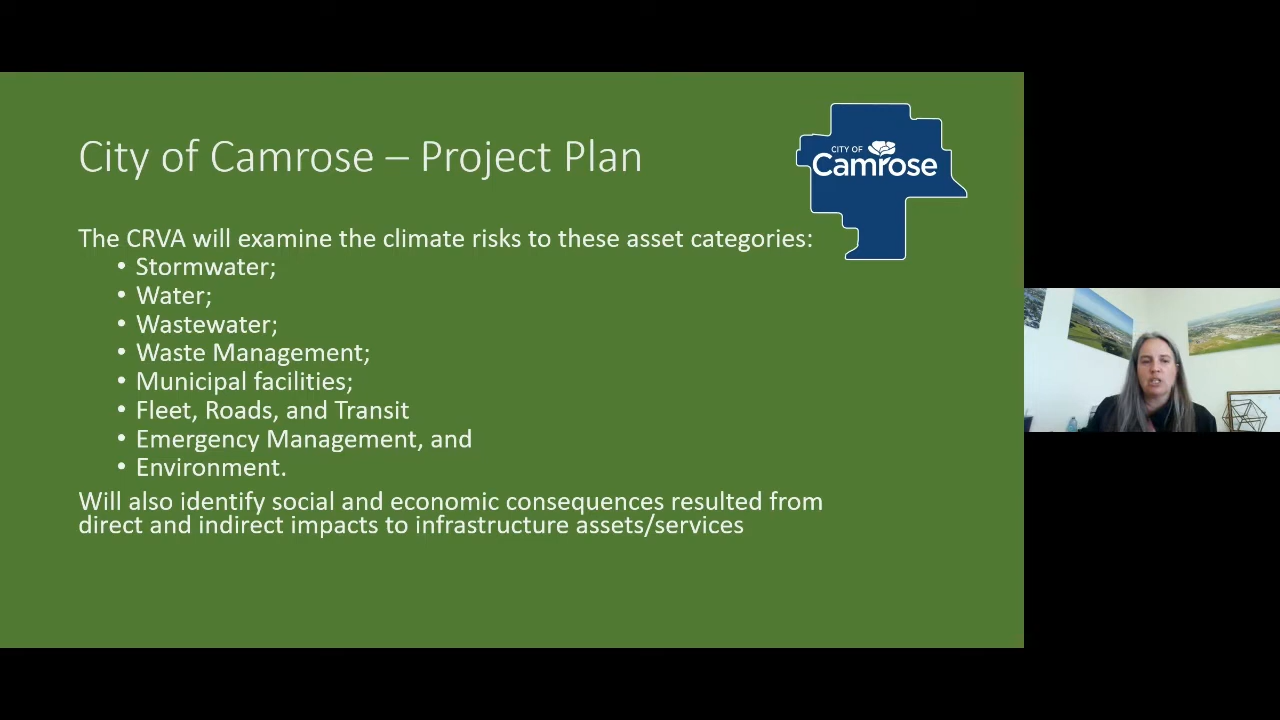 City of Camrose – Project Plan
CITY OF
Camrose
The CRVA will examine the climate risks to these asset categories:
• Stormwater;
• Water;
• Wastewater;
• Waste Management;
• Municipal facilities;
• Fleet, Roads, and Transit
• Emergency Management, and
• Environment.
Will also identify social and economic consequences resulted from
direct and indirect impacts to infrastructure assets/services